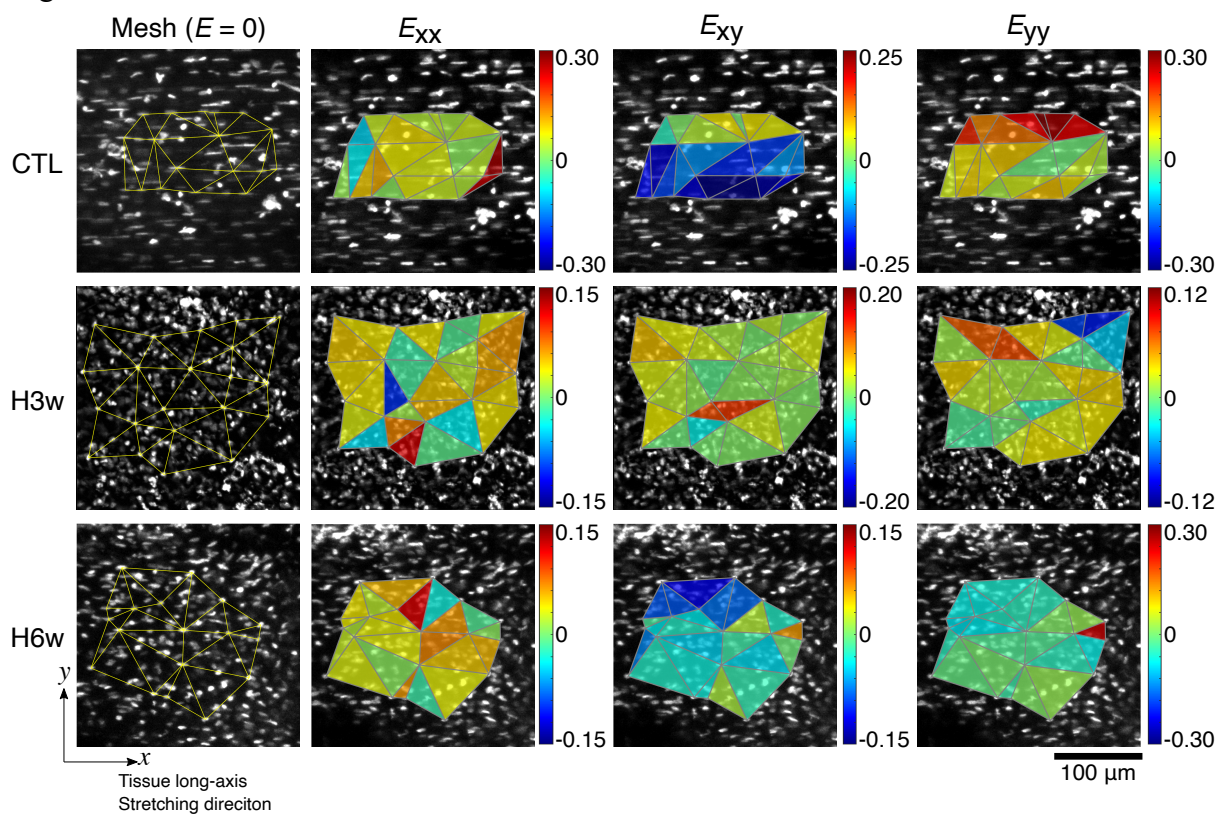 Mesh (E = 0)
Exx
Exy
Eyy
CTL
0.30
0
-0.30
0.25
0
-0.25
0.30
0
-0.30
H3w
0.15
0
-0.15
0.20
0
-0.20
0.12
0
-0.12
H6w
0.15
0
-0.15
0.15
0
-0.15
0.30
0
-0.30
y
x
Tissue long-axis
Stretching direciton
100 µm